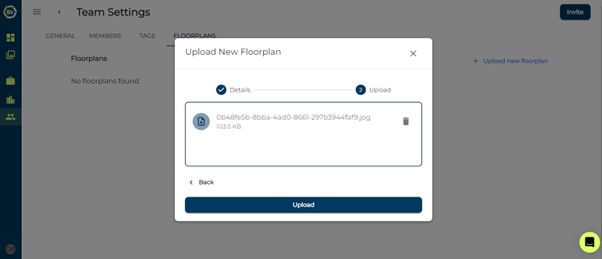 BV
Team Settings
Invite
GENERAL MEMBERS TAGS FLOORPLANS
Floorplans
Upload new floorplan
No floorplans found
Upload New Floorplan
Details
2 Upload
0b48fe5b-8bba-4ad0-8661-297b3944faf9.jpg
103.5 KB
Back
Upload